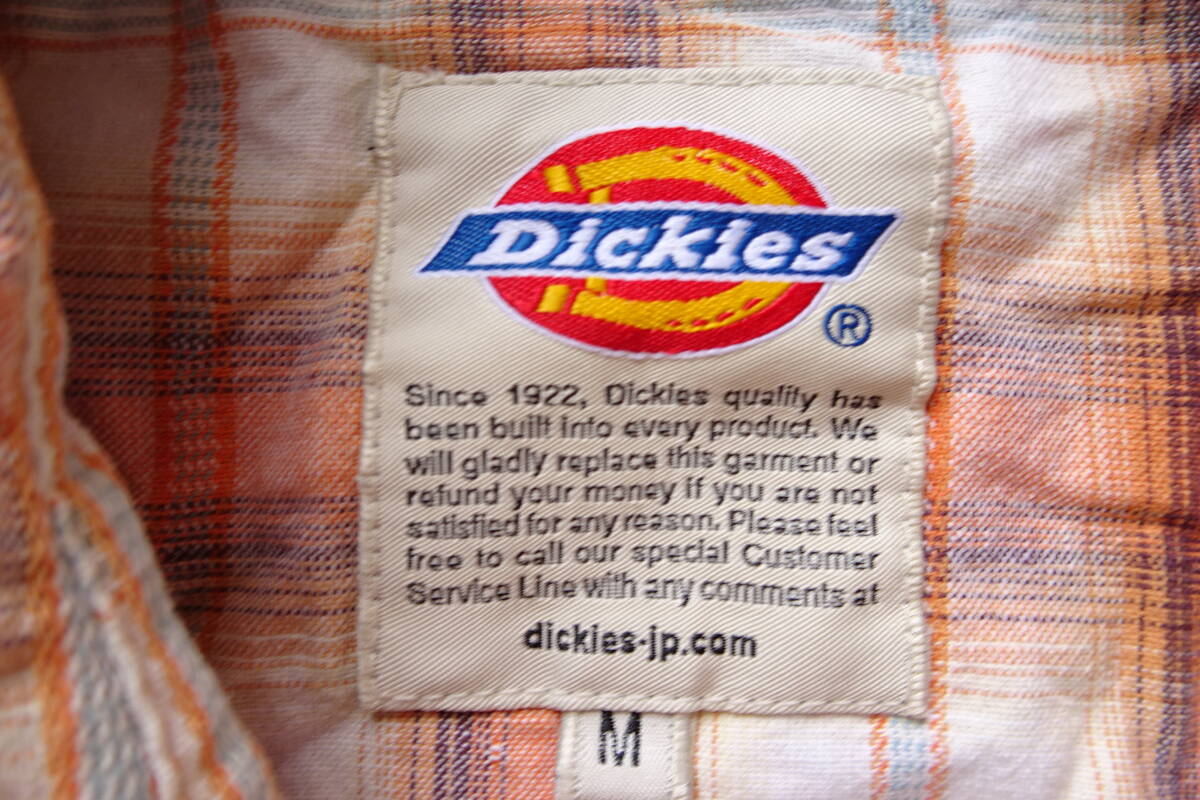 Dickies
®
Since 1922, Dickies quality has
been built into every product. We
will gladly replace this garment or
refund your money if you are not
satisfied for any reason. Please feel
free to call our special Customer
Service Line with any comments at
dickies-jp.com
M